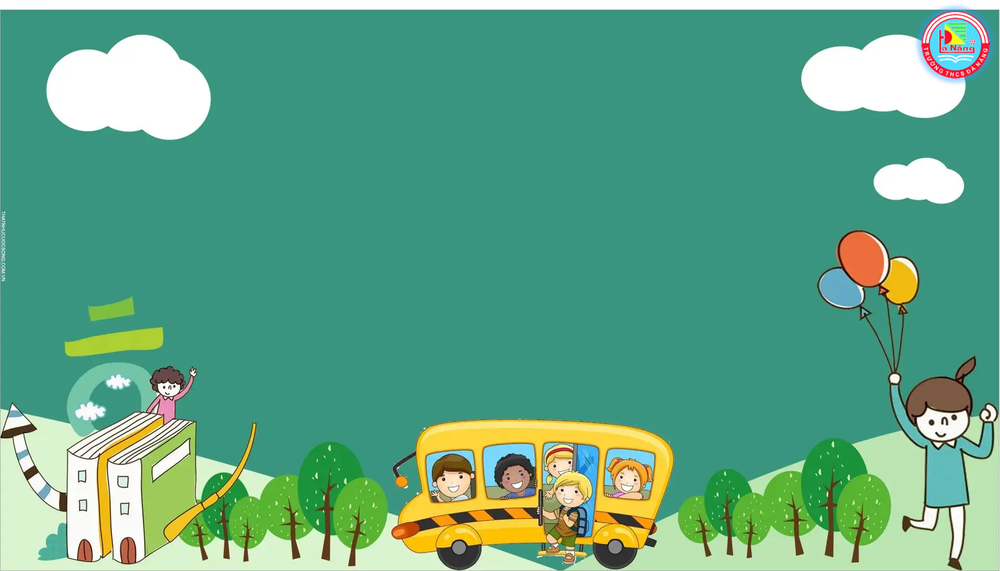 Đà Nẵng
TRƯỜNG THCS ĐÀ NẴNG
THATNHUCUOCSONG.COM.VN